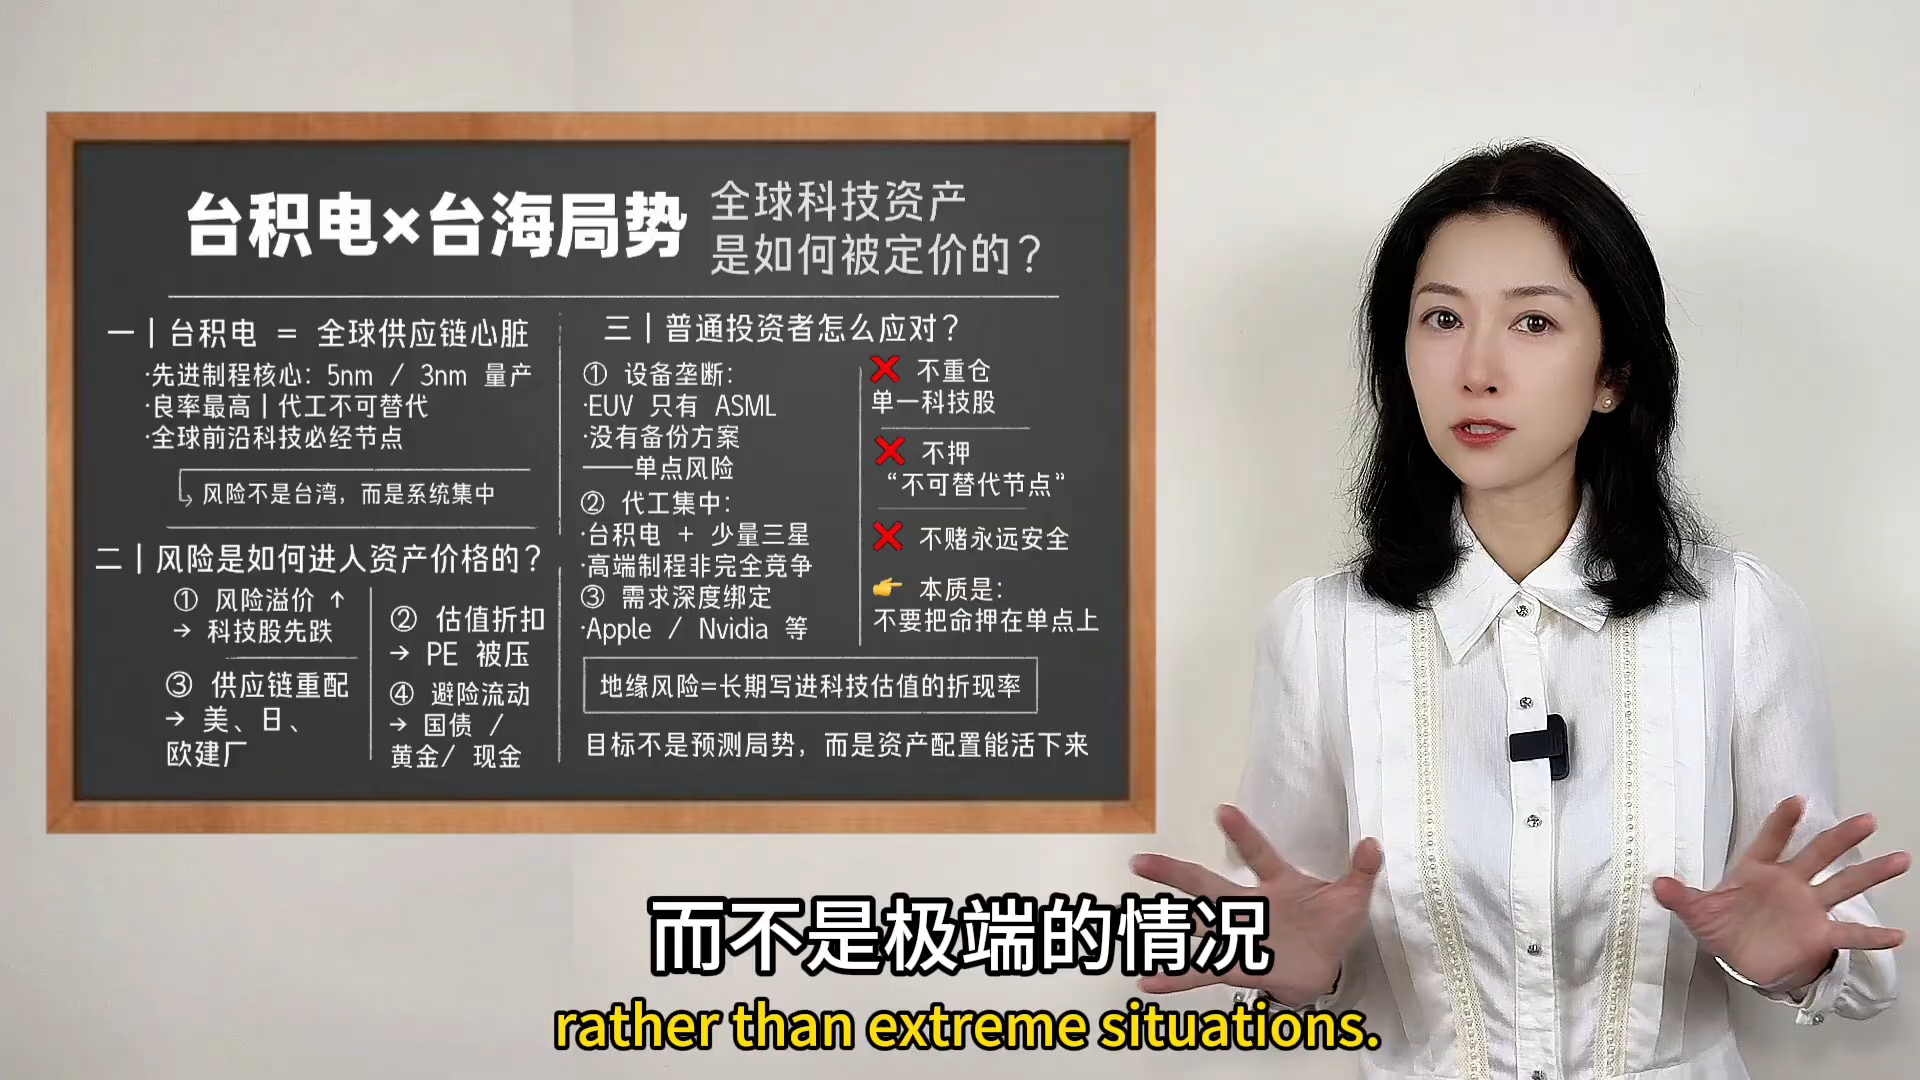 台积电×台海局势
全球科技资产
是如何被定价的？
一｜台积电 = 全球供应链心脏
·先进制程核心：5nm / 3nm 量产
·良率最高｜代工不可替代
·全球前沿科技必经节点
风险不是台湾，而是系统集中
二｜风险是如何进入资产价格的？
① 风险溢价 ↑
→ 科技股先跌
② 估值折扣
→ PE 被压
③ 供应链重配
→ 美、日、
欧建厂
④ 避险流动
→ 国债 /
黄金/ 现金
三｜普通投资者怎么应对？
① 设备垄断：
·EUV 只有 ASML
·没有备份方案
——单点风险
② 代工集中：
·台积电 + 少量三星
·高端制程非完全竞争
③ 需求深度绑定
·Apple / Nvidia 等
❌ 不重仓
单一科技股
❌ 不押
“不可替代节点”
❌ 不赌永远安全
👉 本质是：
不要把命押在单点上
地缘风险=长期写进科技估值的折现率
目标不是预测局势，而是资产配置能活下来
而不是极端的情况
rather than extreme situations.